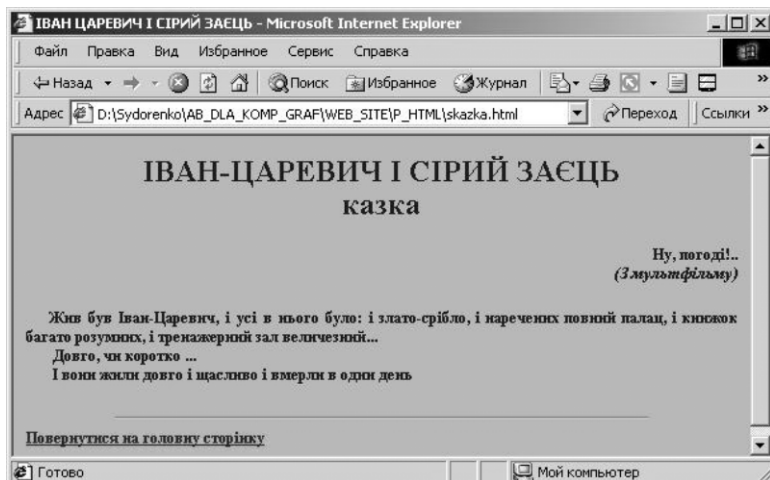 ІВАН ЦАРЕВИЧ І СІРИЙ ЗАЄЦЬ - Microsoft Internet Explorer
Файл Правка Вид Избранное Сервис Справка
Назад Поиск Избранное Журнал »
Адрес D:\Sydorenko\AB_DLA_KOMP_GRAF\WEB_SITE\P_HTML\skazka.html Переход Ссылки »
ІВАН-ЦАРЕВИЧ І СІРИЙ ЗАЄЦЬ
казка
Ну, погоді!..
(З мультфільму)
Жив був Іван-Царевич, і усі в нього було: і злато-срібло, і наречених повний палац, і книжок
багато розумних, і тренажерний зал величезний...
Довго, чи коротко ...
І вони жили довго і щасливо і вмерли в один день
Повернутися на головну сторінку
Готово Мой компьютер